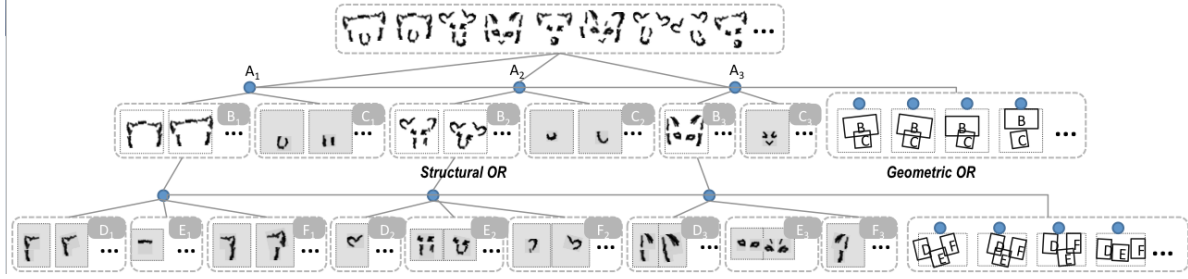 A1 A2 A3
B1 C1 B2 C2 B3 C3 B B B B
... ... ... ... ... ... C C C C ...
Structural OR Geometric OR
D1 E1 F1 D2 E2 F2 D3 E3 F3 D F D F D F D E F
... ... ... ... ... ... ... ... ... E E E ...